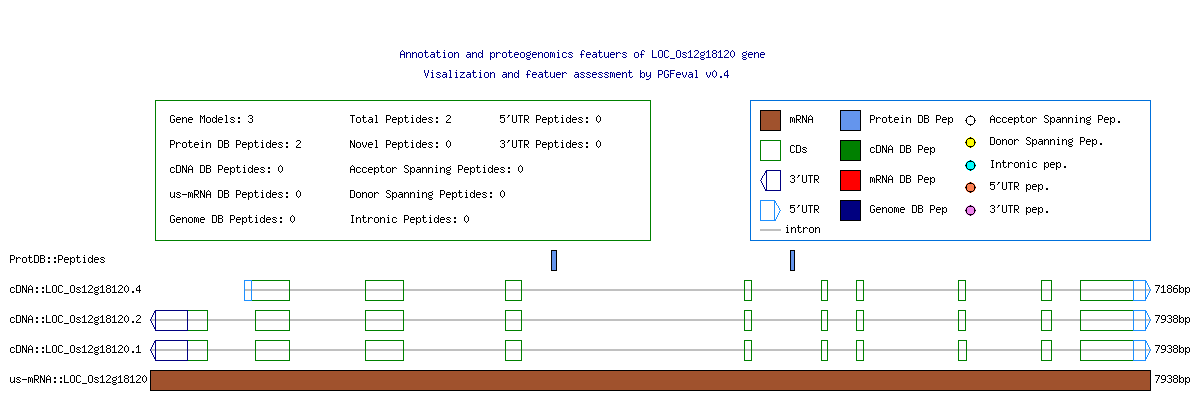 Annotation and proteogenomics featuers of LOC_Os12g18120 gene
Visalization and featuer assessment by PGFeval v0.4
Gene Models: 3 Total Peptides: 2 5'UTR Peptides: 0
Protein DB Peptides: 2 Novel Peptides: 0 3'UTR Peptides: 0
cDNA DB Peptides: 0 Acceptor Spanning Peptides: 0
us-mRNA DB Peptides: 0 Donor Spanning Peptides: 0
Genome DB Peptides: 0 Intronic Peptides: 0
mRNA Protein DB Pep Acceptor Spanning Pep.
CDs cDNA DB Pep Donor Spanning Pep.
3'UTR mRNA DB Pep Intronic pep.
5'UTR Genome DB Pep 5'UTR pep.
intron 3'UTR pep.
ProtDB::Peptides
cDNA::LOC_Os12g18120.4 7186bp
cDNA::LOC_Os12g18120.2 7938bp
cDNA::LOC_Os12g18120.1 7938bp
us-mRNA::LOC_Os12g18120 7938bp